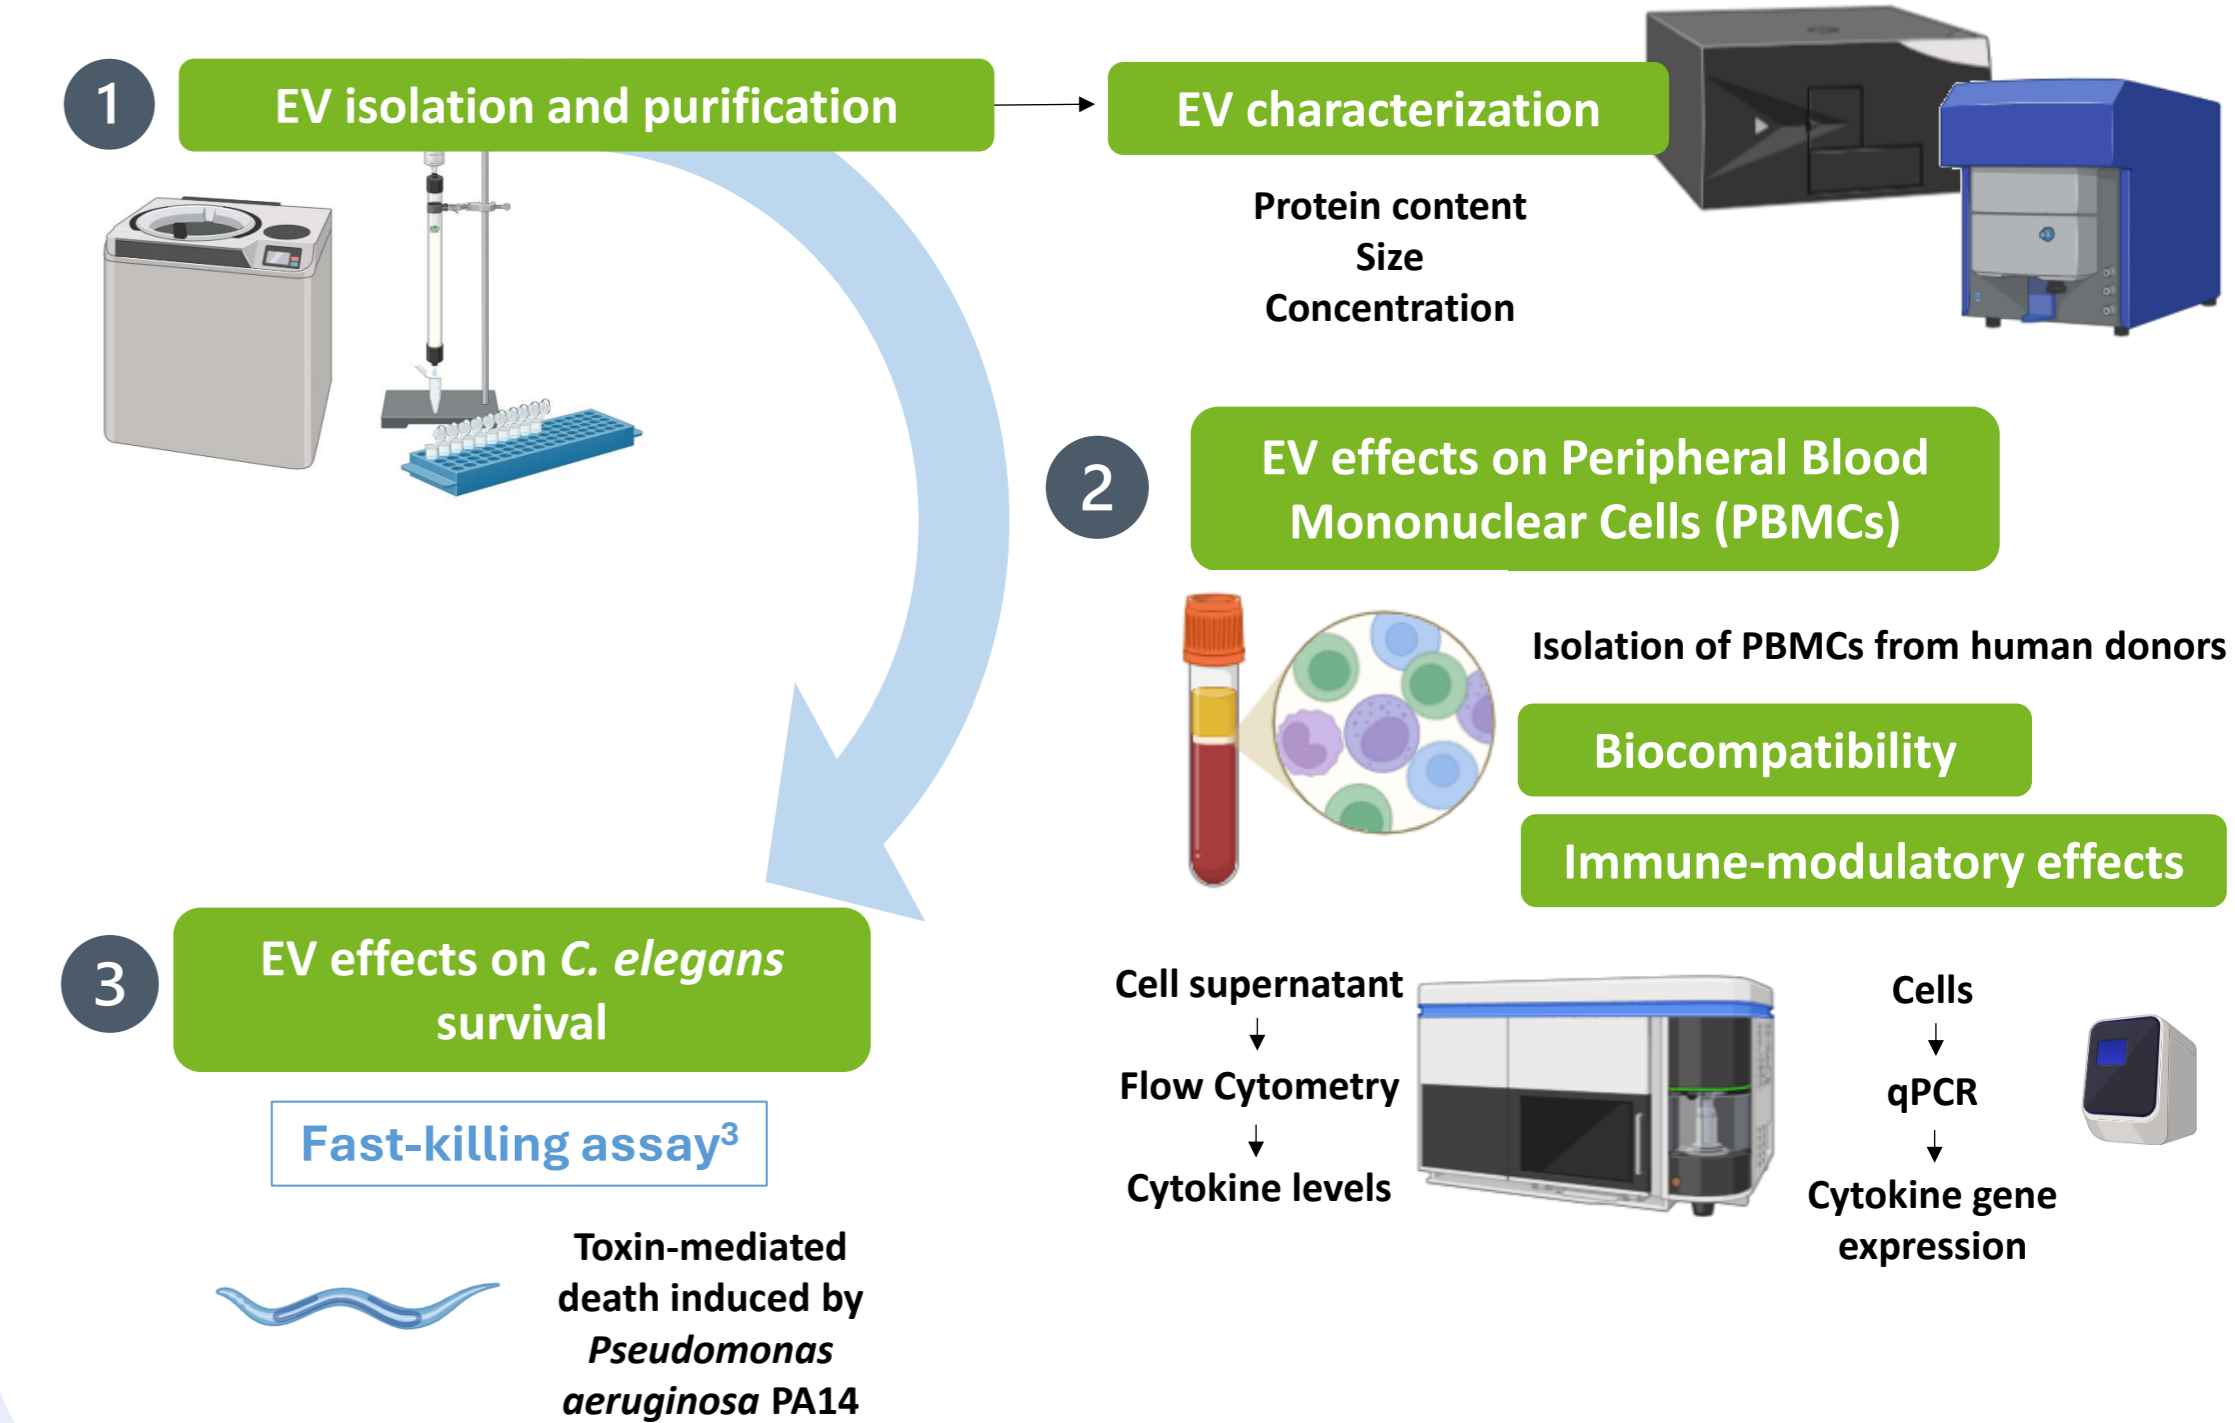 1
EV isolation and purification
EV characterization
Protein content
Size
Concentration
2
EV effects on Peripheral Blood
Mononuclear Cells (PBMCs)
Isolation of PBMCs from human donors
Biocompatibility
Immune-modulatory effects
Cell supernatant
Flow Cytometry
Cytokine levels
Cells
qPCR
Cytokine gene
expression
3
EV effects on C. elegans
survival
Fast-killing assay³
Toxin-mediated
death induced by
Pseudomonas
aeruginosa PA14